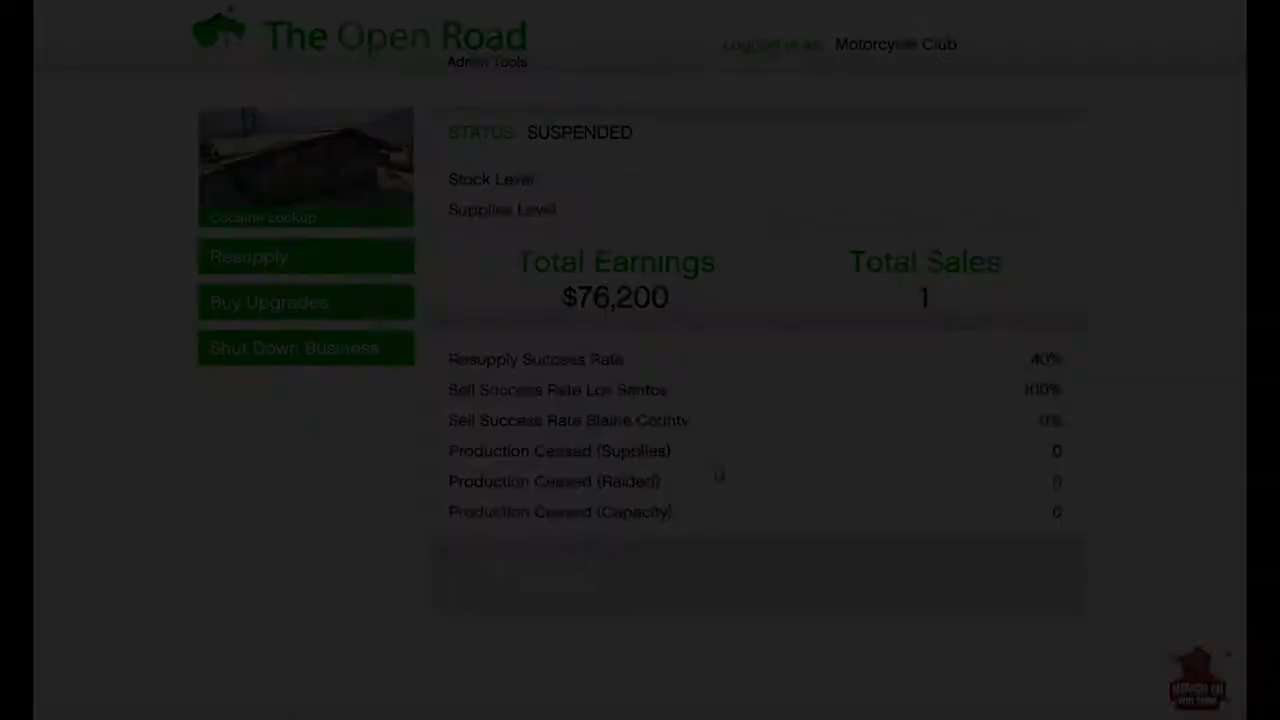 The Open Road
Admin Tools
Logged in as Motorcycle Club
Cocaine Lockup
Resupply
Buy Upgrades
Shut Down Business
STATUS SUSPENDED
Stock Level
Supplies Level
Total Earnings
$76,200
Total Sales
1
Resupply Success Rate 40%
Sell Success Rate Los Santos 100%
Sell Success Rate Blaine County 0%
Production Ceased (Supplies) 0
Production Ceased (Raided) 0
Production Ceased (Capacity) 0